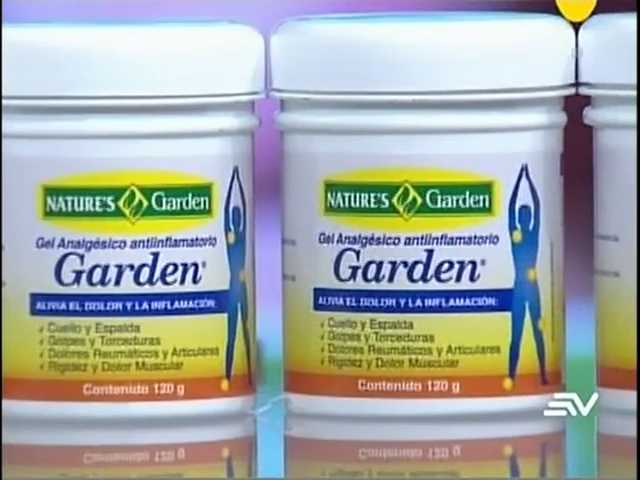 NATURE'S Garden
Gel Analgésico antiinflamatorio
Garden
ALIVIA EL DOLOR Y LA INFLAMACIÓN:
✓ Cuello y Espalda
✓ Golpes y Torceduras
✓ Dolores Reumáticos y Articulares
✓ Rigidez y Dolor Muscular
Contenido 120 g
NATURE'S Garden
Gel Analgésico antiinflamatorio
Garden
ALIVIA EL DOLOR Y LA INFLAMACIÓN:
✓ Cuello y Espalda
✓ Golpes y Torceduras
✓ Dolores Reumáticos y Articulares
✓ Rigidez y Dolor Muscular
Contenido 120 g